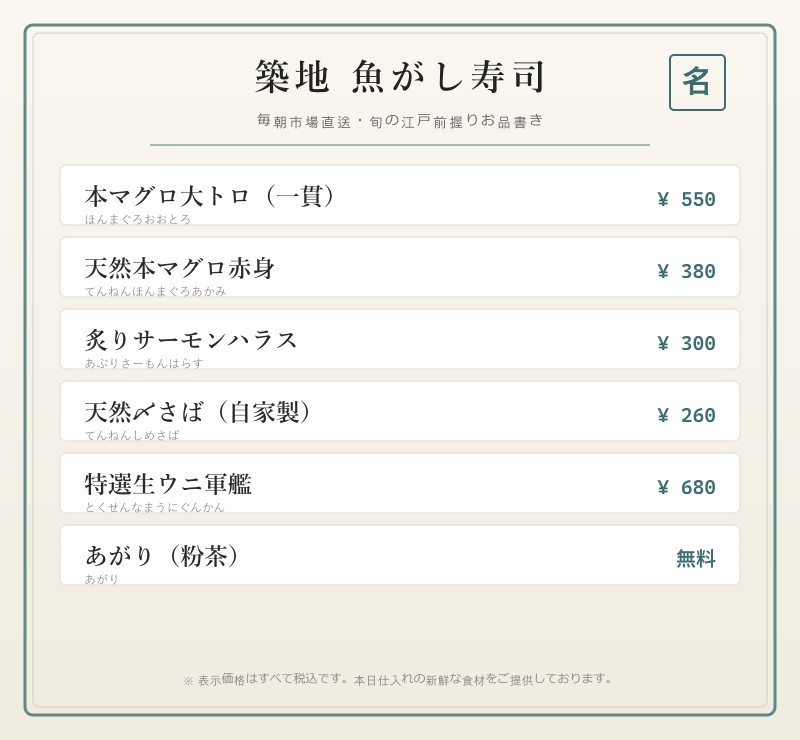 築地 魚がし寿司
名
毎朝市場直送・旬の江戸前握りお品書き
本マグロ大トロ（一貫） ¥ 550
ほんまぐろおおとろ
天然本マグロ赤身 ¥ 380
てんねんほんまぐろあかみ
炙りサーモンハラス ¥ 300
あぶりさーもんはらす
天然〆さば（自家製） ¥ 260
てんねんしめさば
特選生ウニ軍艦 ¥ 680
とくせんなまうにぐんかん
あがり（粉茶） 無料
あがり
※ 表示価格はすべて税込です。本日仕入れの新鮮な食材をご提供しております。